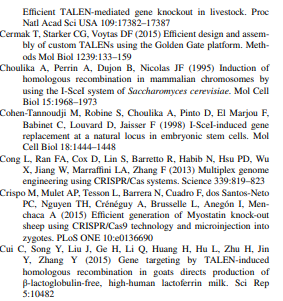 Efficient TALEN-mediated gene knockout in livestock. Proc
Natl Acad Sci USA 109:17382–17387
Cermak T, Starker CG, Voytas DF (2015) Efficient design and assem-
bly of custom TALENs using the Golden Gate platform. Meth-
ods Mol Biol 1239:133–159
Choulika A, Perrin A, Dujon B, Nicolas JF (1995) Induction of
homologous recombination in mammalian chromosomes by
using the I-SceI system of Saccharomyces cerevisiae. Mol Cell
Biol 15:1968–1973
Cohen-Tannoudji M, Robine S, Choulika A, Pinto D, El Marjou F,
Babinet C, Louvard D, Jaisser F (1998) I-SceI-induced gene
replacement at a natural locus in embryonic stem cells. Mol
Cell Biol 18:1444–1448
Cong L, Ran FA, Cox D, Lin S, Barretto R, Habib N, Hsu PD, Wu
X, Jiang W, Marraffini LA, Zhang F (2013) Multiplex genome
engineering using CRISPR/Cas systems. Science 339:819–823
Crispo M, Mulet AP, Tesson L, Barrera N, Cuadro F, dos Santos-Neto
PC, Nguyen TH, Crénéguy A, Brusselle L, Anegón I, Men-
chaca A (2015) Efficient generation of Myostatin knock-out
sheep using CRISPR/Cas9 technology and microinjection into
zygotes. PLoS ONE 10:e0136690
Cui C, Song Y, Liu J, Ge H, Li Q, Huang H, Hu L, Zhu H, Jin
Y, Zhang Y (2015) Gene targeting by TALEN-induced
homologous recombination in goats directs production of
β-lactoglobulin-free, high-human lactoferrin milk. Sci Rep
5:10482